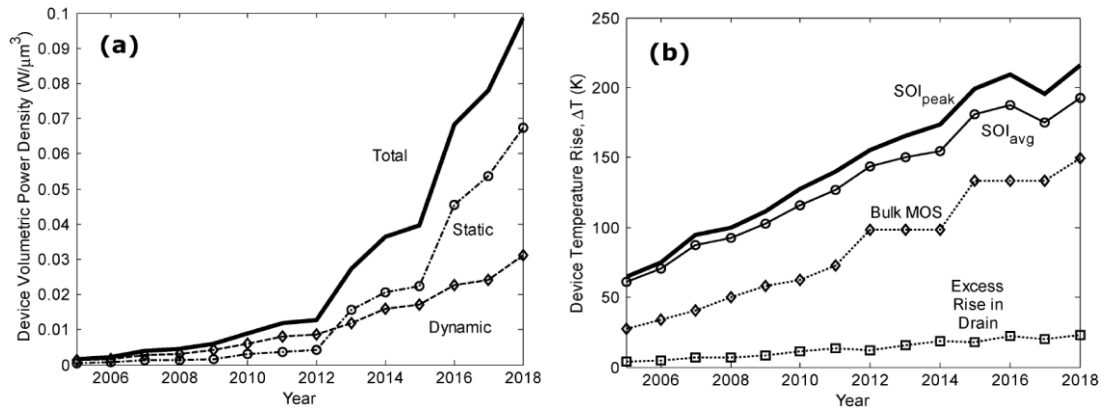 (a)
Device Volumetric Power Density (W/μm³)
0.1
0.09
0.08
0.07
0.06
0.05
0.04
0.03
0.02
0.01
0
Total
Static
Dynamic
2006 2008 2010 2012 2014 2016 2018
Year
(b)
Device Temperature Rise, ΔT (K)
250
200
150
100
50
0
SOIpeak
SOIavg
Bulk MOS
Excess
Rise in
Drain
2006 2008 2010 2012 2014 2016 2018
Year